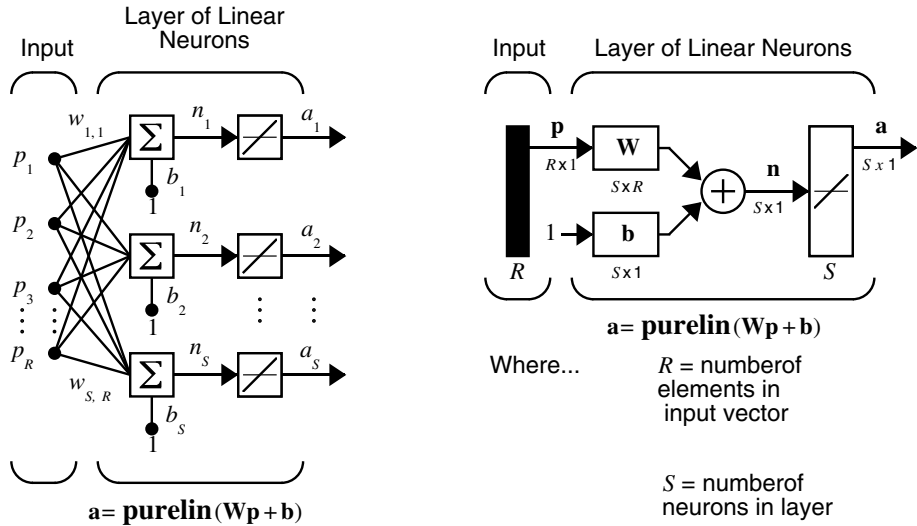 Layer of Linear
Neurons
Input
w1,1
p1
p2
p3
pR
wS, R
Σ
n1
a1
b1
1
Σ
n2
a2
b2
1
Σ
nS
aS
bS
1
a= purelin(Wp+b)
Input
Layer of Linear Neurons
p
R x 1
W
S x R
1
b
S x 1
+
n
S x 1
a
S x 1
R
S
a= purelin(Wp+b)
Where...
R = numberof
elements in
input vector
S = numberof
neurons in layer